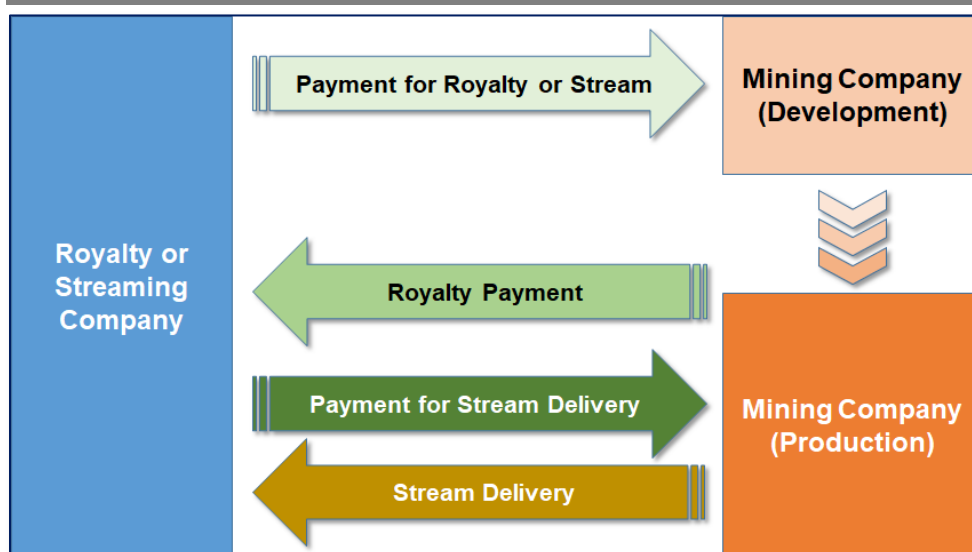 Payment for Royalty or Stream
Mining Company
(Development)
Royalty or
Streaming
Company
Royalty Payment
Payment for Stream Delivery
Mining Company
(Production)
Stream Delivery